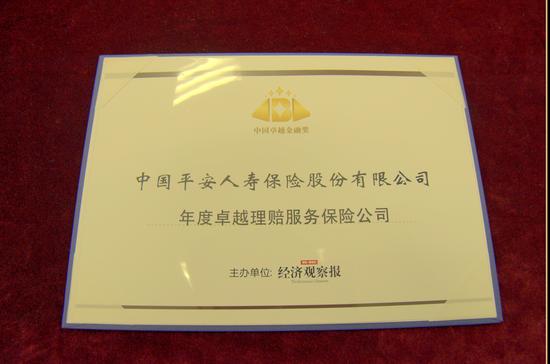 中国卓越金融奖
中国平安人寿保险股份有限公司
年度卓越理赔服务保险公司
主办单位: 经济观察报